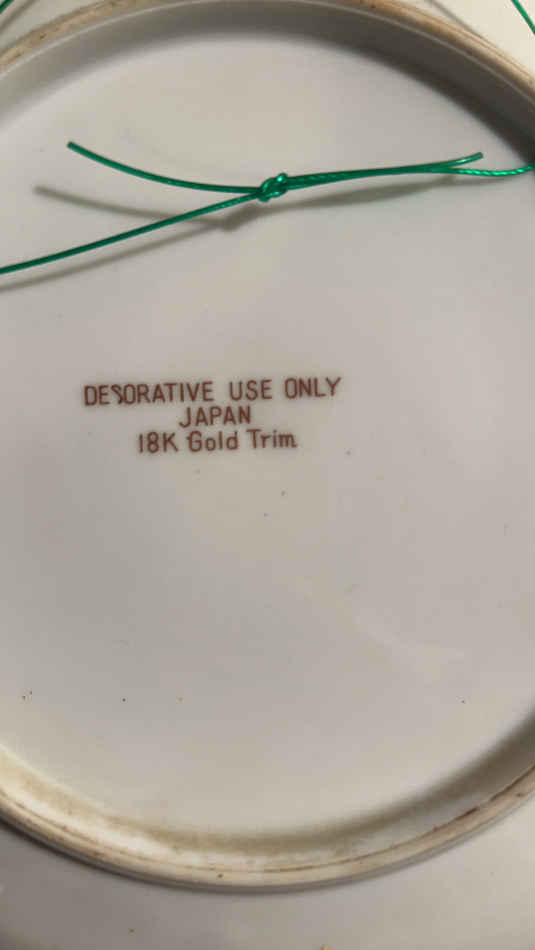 DESORATIVE USE ONLY
JAPAN
18K Gold Trim